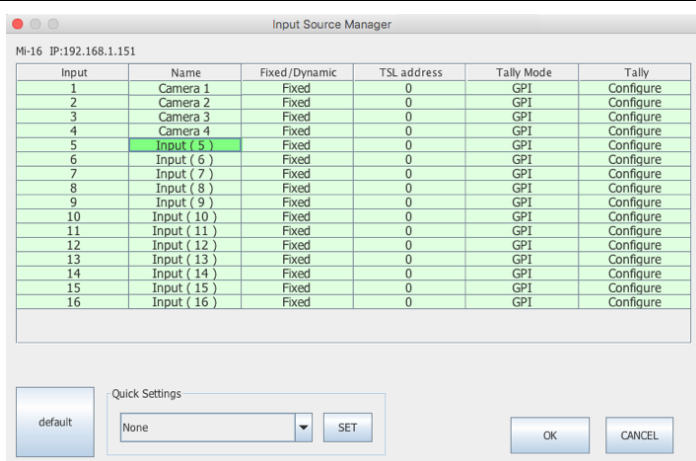 Input Source Manager
Mi-16 IP:192.168.1.151
Input Name Fixed/Dynamic TSL address Tally Mode Tally
1 Camera 1 Fixed 0 GPI Configure
2 Camera 2 Fixed 0 GPI Configure
3 Camera 3 Fixed 0 GPI Configure
4 Camera 4 Fixed 0 GPI Configure
5 Input ( 5 ) Fixed 0 GPI Configure
6 Input ( 6 ) Fixed 0 GPI Configure
7 Input ( 7 ) Fixed 0 GPI Configure
8 Input ( 8 ) Fixed 0 GPI Configure
9 Input ( 9 ) Fixed 0 GPI Configure
10 Input ( 10 ) Fixed 0 GPI Configure
11 Input ( 11 ) Fixed 0 GPI Configure
12 Input ( 12 ) Fixed 0 GPI Configure
13 Input ( 13 ) Fixed 0 GPI Configure
14 Input ( 14 ) Fixed 0 GPI Configure
15 Input ( 15 ) Fixed 0 GPI Configure
16 Input ( 16 ) Fixed 0 GPI Configure
default
Quick Settings
None SET
OK CANCEL